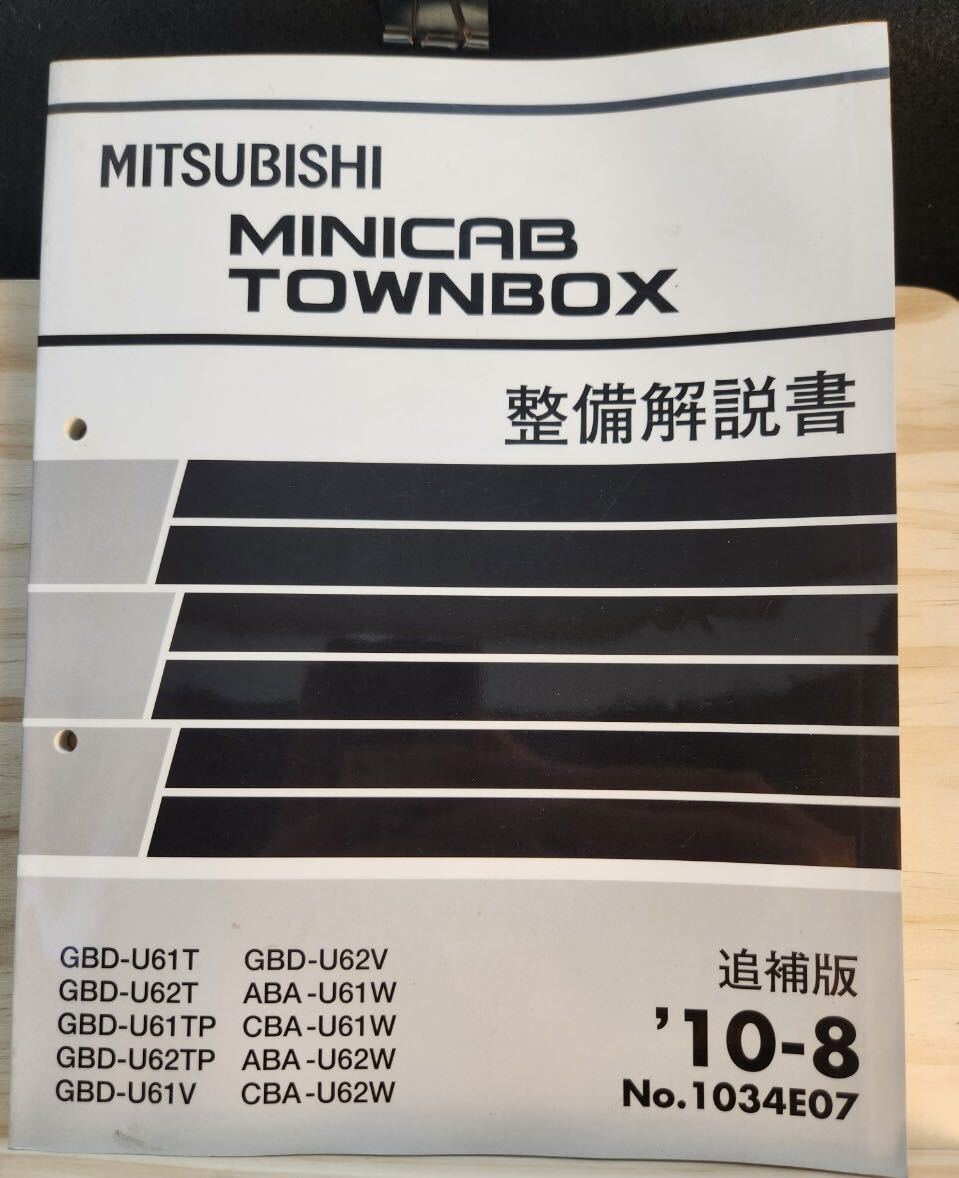 MITSUBISHI
MINICAB
TOWNBOX
整備解説書
GBD-U61T GBD-U62V
GBD-U62T ABA-U61W
GBD-U61TP CBA-U61W
GBD-U62TP ABA-U62W
GBD-U61V CBA-U62W
追補版
’10-8
No.1034E07